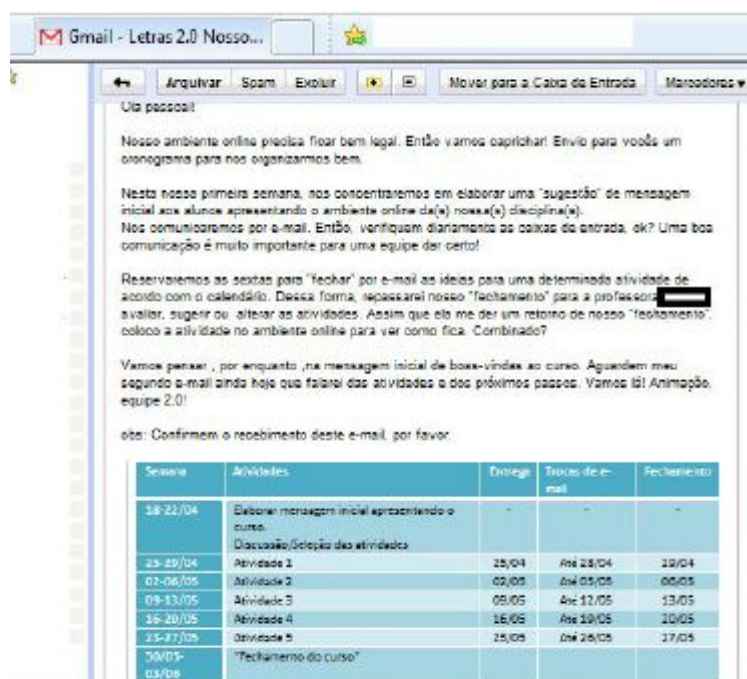 Gmail - Letras 2.0 Nosso...
Arquivar Spam Excluir Mover para a Caixa de Entrada Marcadores
Ola pessoal!
Nosso ambiente online precisa ficar bem legal. Então vamos caprichar! Envio para vocês um
cronograma para nos organizarmos bem.
Nesta nossa primeira semana, nos concentraremos em elaborar uma "sugestão" de mensagem
inicial aos alunos apresentando o ambiente online da(s) nossa(s) disciplina(s).
Nos comunicaremos por e-mail. Então, verifiquem diariamente as caixas de entrada, ok? Uma boa
comunicação é muito importante para uma equipe dar certo!
Reservaremos as sextas para "fechar" por e-mail as ideias para uma determinada atividade de
acordo com o calendário. Dessa forma, repassarei nosso "fechamento" para a professora
avaliar, sugerir ou alterar as atividades. Assim que ela me der um retorno de nosso "fechamento",
coloco a atividade no ambiente online para ver como fica. Combinado?
Vamos pensar , por enquanto ,na mensagem inicial de boas-vindas ao curso. Aguardem meu
segundo e-mail ainda hoje que falarei das atividades e dos próximos passos. Vamos lá! Animação,
equipe 2.0!
obs: Confirmem o recebimento deste e-mail, por favor.
Semana Atividades Entrega Trocas de e- Fechamento
mail
18-22/04 Elaborar mensagem inicial apresentando o - - -
curso.
Discussão/Seleção das atividades
25-29/04 Atividade 1 25/04 Até 28/04 29/04
02-06/05 Atividade 2 02/05 Até 05/05 06/05
09-13/05 Atividade 3 09/05 Até 12/05 13/05
16-20/05 Atividade 4 16/05 Até 19/05 20/05
23-27/05 Atividade 5 23/05 Até 26/05 27/05
30/05- "Fechamento do curso"
03/06